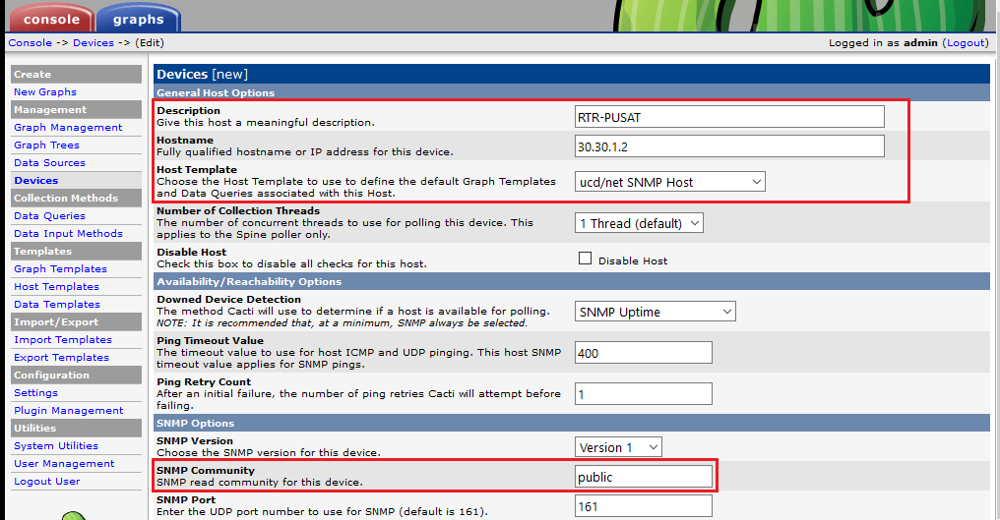 console graphs
Console -> Devices -> (Edit) Logged in as admin (Logout)
Create
New Graphs
Management
Graph Management
Graph Trees
Data Sources
Devices
Collection Methods
Data Queries
Data Input Methods
Templates
Graph Templates
Host Templates
Data Templates
Import/Export
Import Templates
Export Templates
Configuration
Settings
Plugin Management
Utilities
System Utilities
User Management
Logout User
Devices [new]
General Host Options
Description
Give this host a meaningful description.
RTR-PUSAT
Hostname
Fully qualified hostname or IP address for this device.
30.30.1.2
Host Template
Choose the Host Template to use to define the default Graph Templates
and Data Queries associated with this Host.
ucd/net SNMP Host
Number of Collection Threads
The number of concurrent threads to use for polling this device. This
applies to the Spine poller only.
1 Thread (default)
Disable Host
Check this box to disable all checks for this host.
Disable Host
Availability/Reachability Options
Downed Device Detection
The method Cacti will use to determine if a host is available for polling.
NOTE: It is recommended that, at a minimum, SNMP always be selected.
SNMP Uptime
Ping Timeout Value
The timeout value to use for host ICMP and UDP pinging. This host SNMP
timeout value applies for SNMP pings.
400
Ping Retry Count
After an initial failure, the number of ping retries Cacti will attempt before
failing.
1
SNMP Options
SNMP Version
Choose the SNMP version for this device.
Version 1
SNMP Community
SNMP read community for this device.
public
SNMP Port
Enter the UDP port number to use for SNMP (default is 161).
161